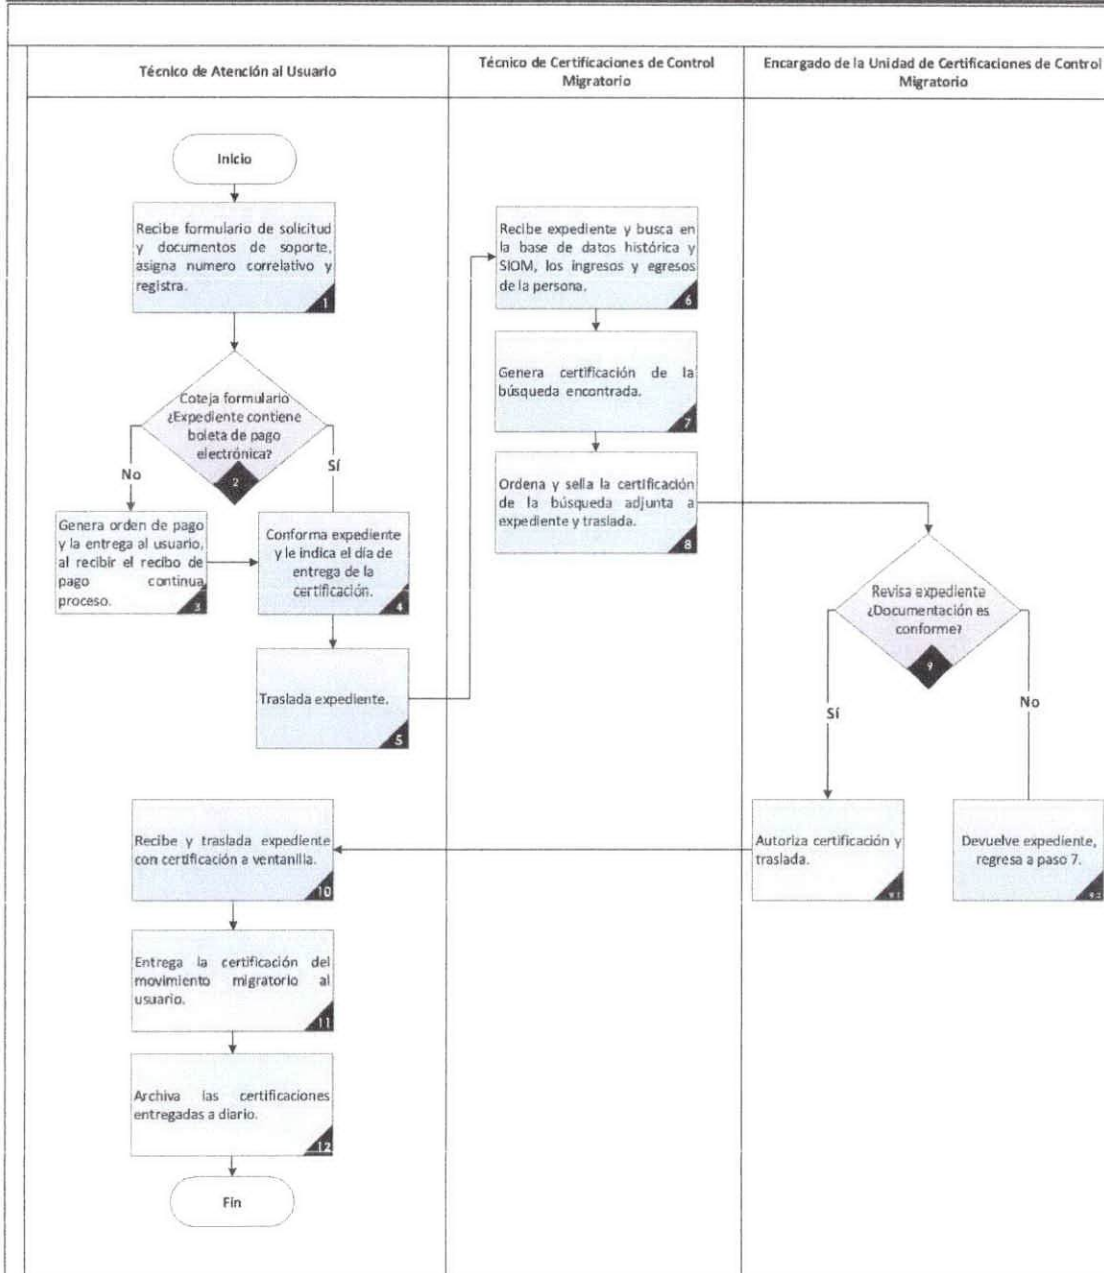 Técnico de Atención al Usuario
Técnico de Certificaciones de Control
Migratorio
Encargado de la Unidad de Certificaciones de Control
Migratorio
Inicio
Recibe formulario de solicitud
y documentos de soporte,
asigna numero correlativo y
registra.
1
Coteja formulario
¿Expediente contiene
boleta de pago
electrónica?
2
No
Sí
Genera orden de pago
y la entrega al usuario,
al recibir el recibo de
pago continua
proceso.
3
Conforma expediente
y le indica el día de
entrega de la
certificación.
4
Traslada expediente.
5
Recibe expediente y busca en
la base de datos histórica y
SIOM, los ingresos y egresos
de la persona.
6
Genera certificación de la
búsqueda encontrada.
7
Ordena y sella la certificación
de la búsqueda adjunta a
expediente y traslada.
8
Revisa expediente
¿Documentación es
conforme?
9
Sí
No
Autoriza certificación y
traslada.
9.1
Devuelve expediente,
regresa a paso 7.
9.2
Recibe y traslada expediente
con certificación a ventanilla.
10
Entrega la certificación del
movimiento migratorio al
usuario.
11
Archiva las certificaciones
entregadas a diario.
12
Fin